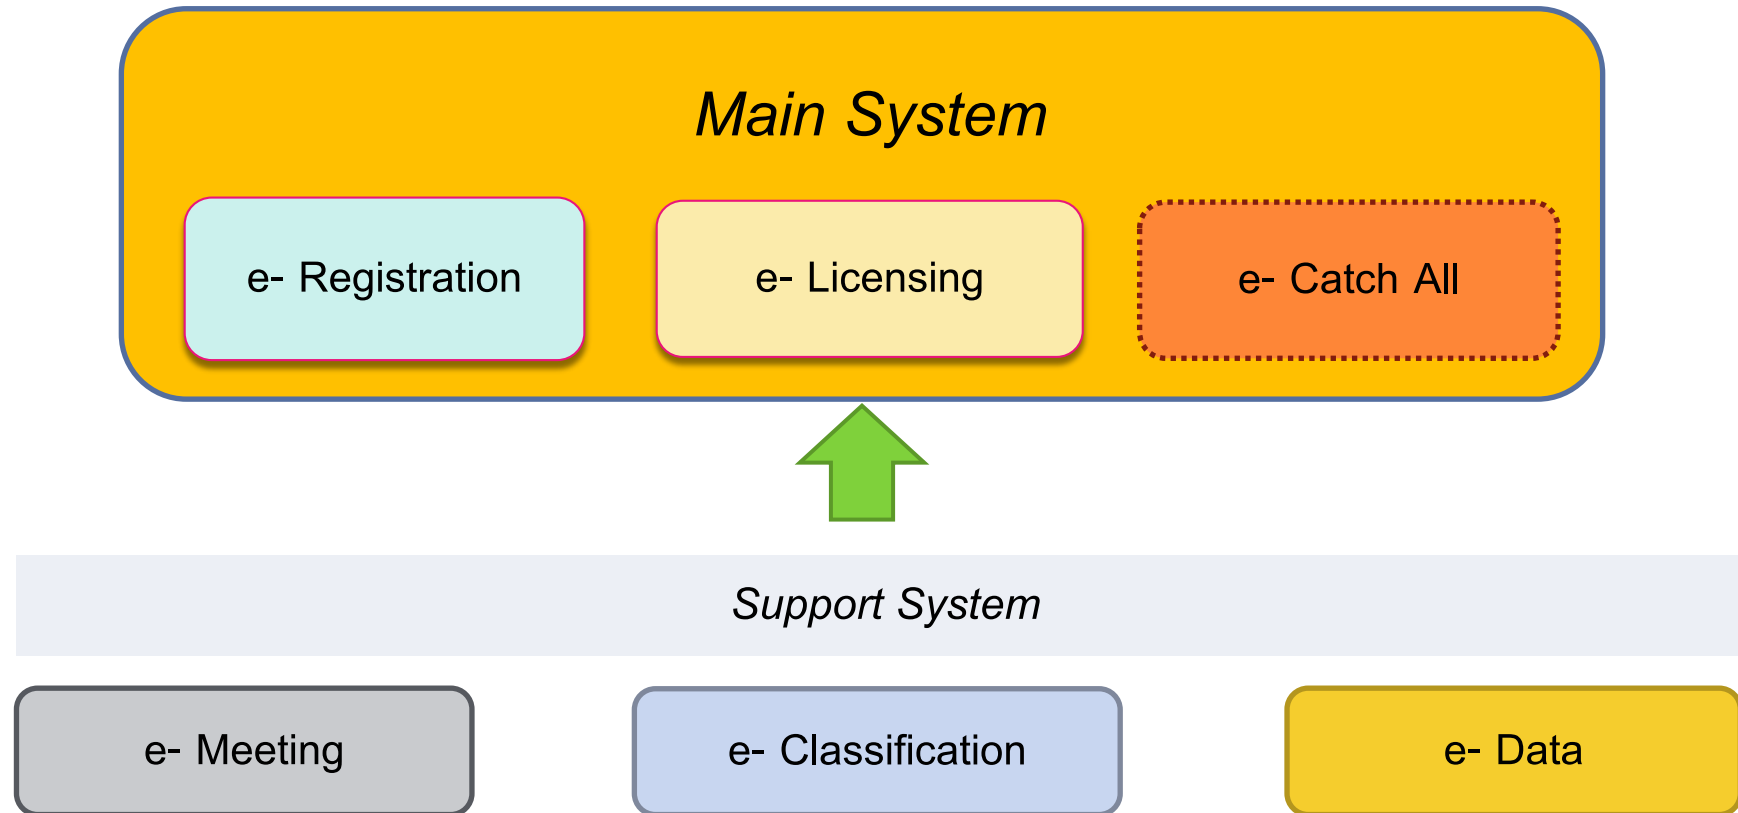 Main System
e- Registration
e- Licensing
e- Catch All
Support System
e- Meeting
e- Classification
e- Data